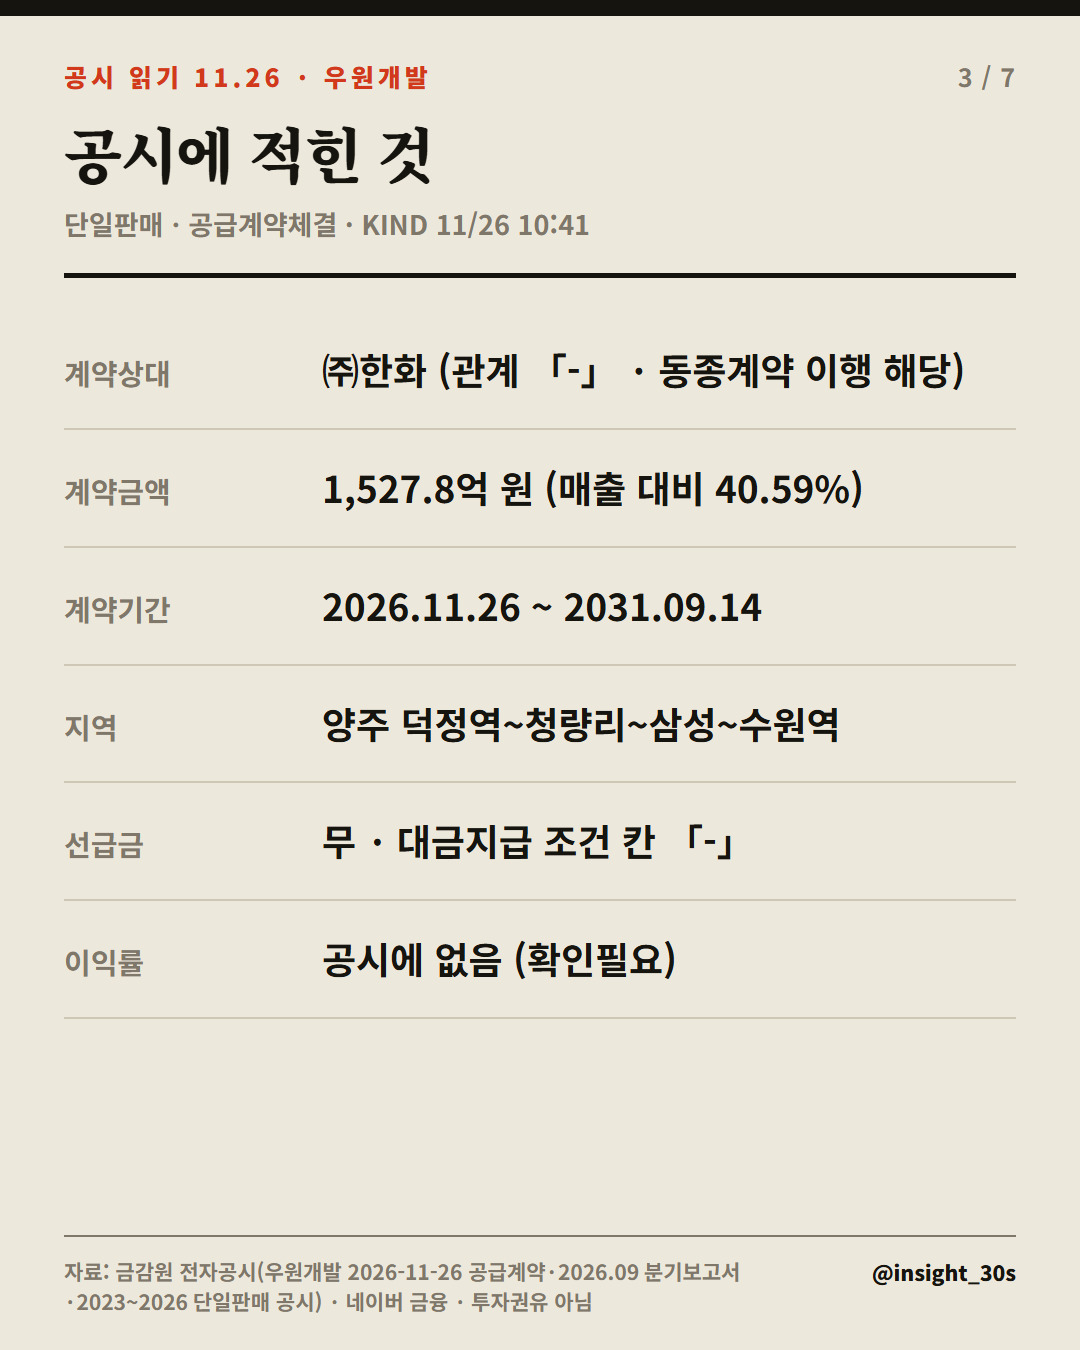 공시 읽기 11.26 · 우원개발
3 / 7
공시에 적힌 것
단일판매 · 공급계약체결 · KIND 11/26 10:41
계약상대 ㈜한화 (관계 「-」 · 동종계약 이행 해당)
계약금액 1,527.8억 원 (매출 대비 40.59%)
계약기간 2026.11.26 ~ 2031.09.14
지역 양주 덕정역~청량리~삼성~수원역
선급금 무 · 대금지급 조건 칸 「-」
이익률 공시에 없음 (확인필요)
자료: 금감원 전자공시(우원개발 2026-11-26 공급계약·2026.09 분기보고서
·2023~2026 단일판매 공시) · 네이버 금융 · 투자권유 아님
@insight_30s